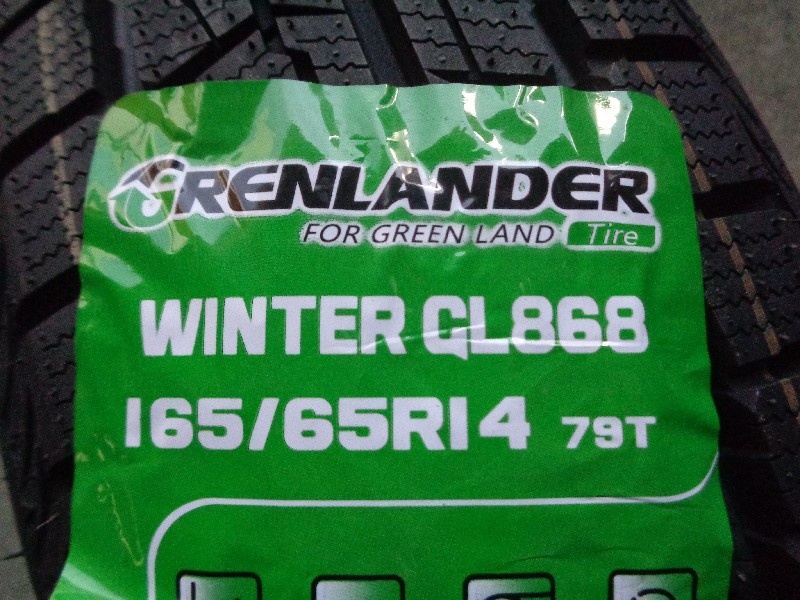 GRENLANDER
FOR GREEN LAND Tire
WINTER GL868
165/65R14 79T